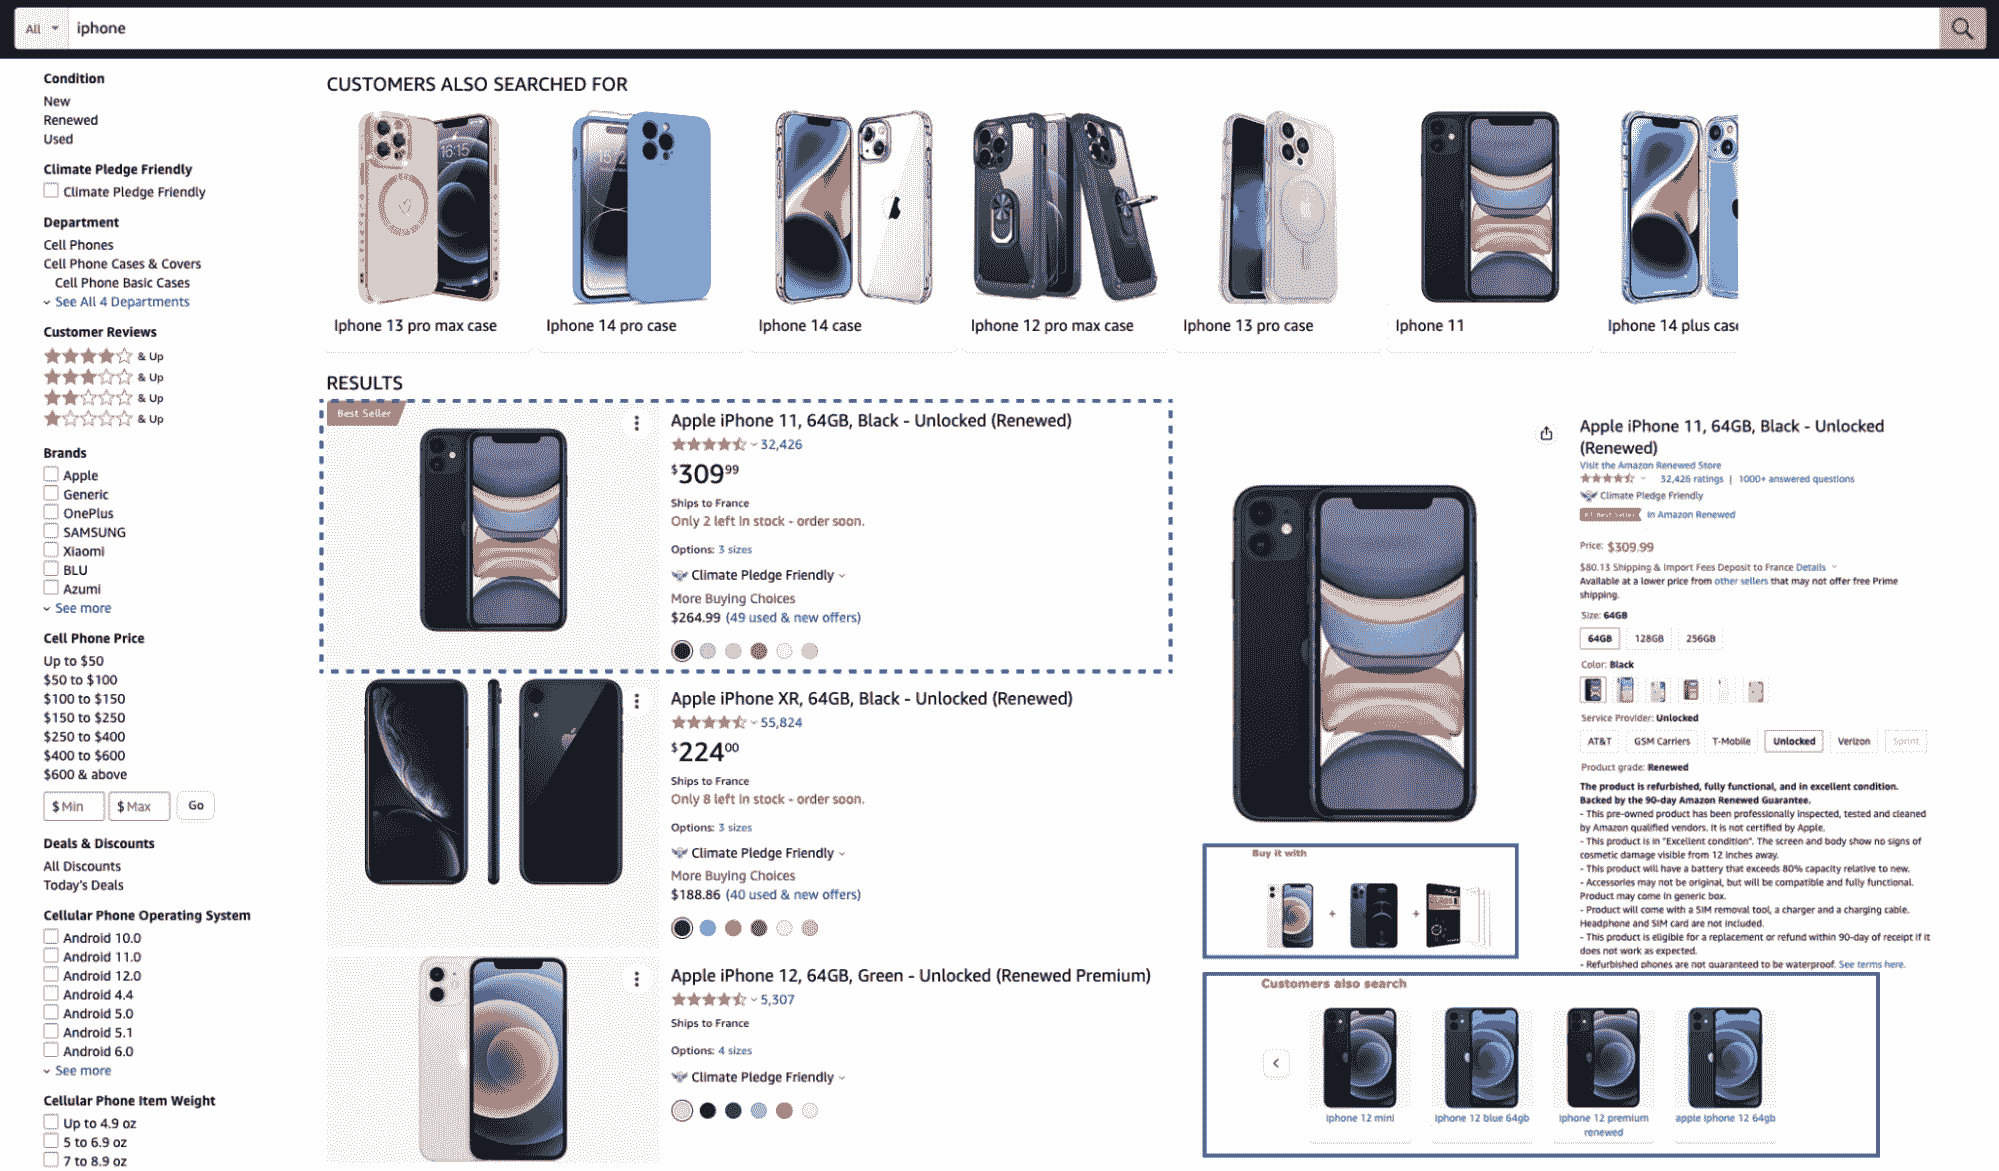 All
iphone
Condition
New
Renewed
Used
Climate Pledge Friendly
Climate Pledge Friendly
Department
Cell Phones
Cell Phone Cases & Covers
Cell Phone Basic Cases
See All 4 Departments
Customer Reviews
& Up
& Up
& Up
& Up
Brands
Apple
Generic
OnePlus
SAMSUNG
Xiaomi
BLU
Azumi
See more
Cell Phone Price
Up to $50
$50 to $100
$100 to $150
$150 to $250
$250 to $400
$400 to $600
$600 & above
$ Min $ Max Go
Deals & Discounts
All Discounts
Today's Deals
Cellular Phone Operating System
Android 10.0
Android 11.0
Android 12.0
Android 4.4
Android 5.0
Android 5.1
Android 6.0
See more
Cellular Phone Item Weight
Up to 4.9 oz
5 to 6.9 oz
7 to 8.9 oz
CUSTOMERS ALSO SEARCHED FOR
16:15
Iphone 13 pro max case
Iphone 14 pro case
Iphone 14 case
Iphone 12 pro max case
Iphone 13 pro case
Iphone 11
Iphone 14 plus case
RESULTS
Best Seller
Apple iPhone 11, 64GB, Black - Unlocked (Renewed)
32,426
$309 99
Ships to France
Only 2 left in stock - order soon.
Options: 3 sizes
Climate Pledge Friendly
More Buying Choices
$264.99 (49 used & new offers)
Apple iPhone XR, 64GB, Black - Unlocked (Renewed)
55,824
$224 00
Ships to France
Only 8 left in stock - order soon.
Options: 3 sizes
Climate Pledge Friendly
More Buying Choices
$188.86 (40 used & new offers)
Apple iPhone 12, 64GB, Green - Unlocked (Renewed Premium)
5,307
Ships to France
Options: 4 sizes
Climate Pledge Friendly
Apple iPhone 11, 64GB, Black - Unlocked
(Renewed)
Visit the Amazon Renewed Store
32,426 ratings | 1000+ answered questions
Climate Pledge Friendly
#1 Best Seller in Amazon Renewed
Price: $309.99
$80.13 Shipping & Import Fees Deposit to France Details
Available at a lower price from other sellers that may not offer free Prime
shipping.
Size: 64GB
64GB 128GB 256GB
Color: Black
Service Provider: Unlocked
AT&T GSM Carriers T-Mobile Unlocked Verizon Sprint
Product grade: Renewed
The product is refurbished, fully functional, and in excellent condition.
Backed by the 90-day Amazon Renewed Guarantee.
- This pre-owned product has been professionally inspected, tested and cleaned
by Amazon qualified vendors. It is not certified by Apple.
- This product is in "Excellent condition". The screen and body show no signs of
cosmetic damage visible from 12 inches away.
- This product will have a battery that exceeds 80% capacity relative to new.
- Accessories may not be original, but will be compatible and fully functional.
Product may come in generic box.
- Product will come with a SIM removal tool, a charger and a charging cable.
Headphone and SIM card are not included.
- This product is eligible for a replacement or refund within 90-day of receipt if it
does not work as expected.
- Refurbished phones are not guaranteed to be waterproof. See terms here.
Buy it with
+ +
Customers also search
iphone 12 mini
iphone 12 blue 64gb
iphone 12 premium
renewed
apple iphone 12 64gb